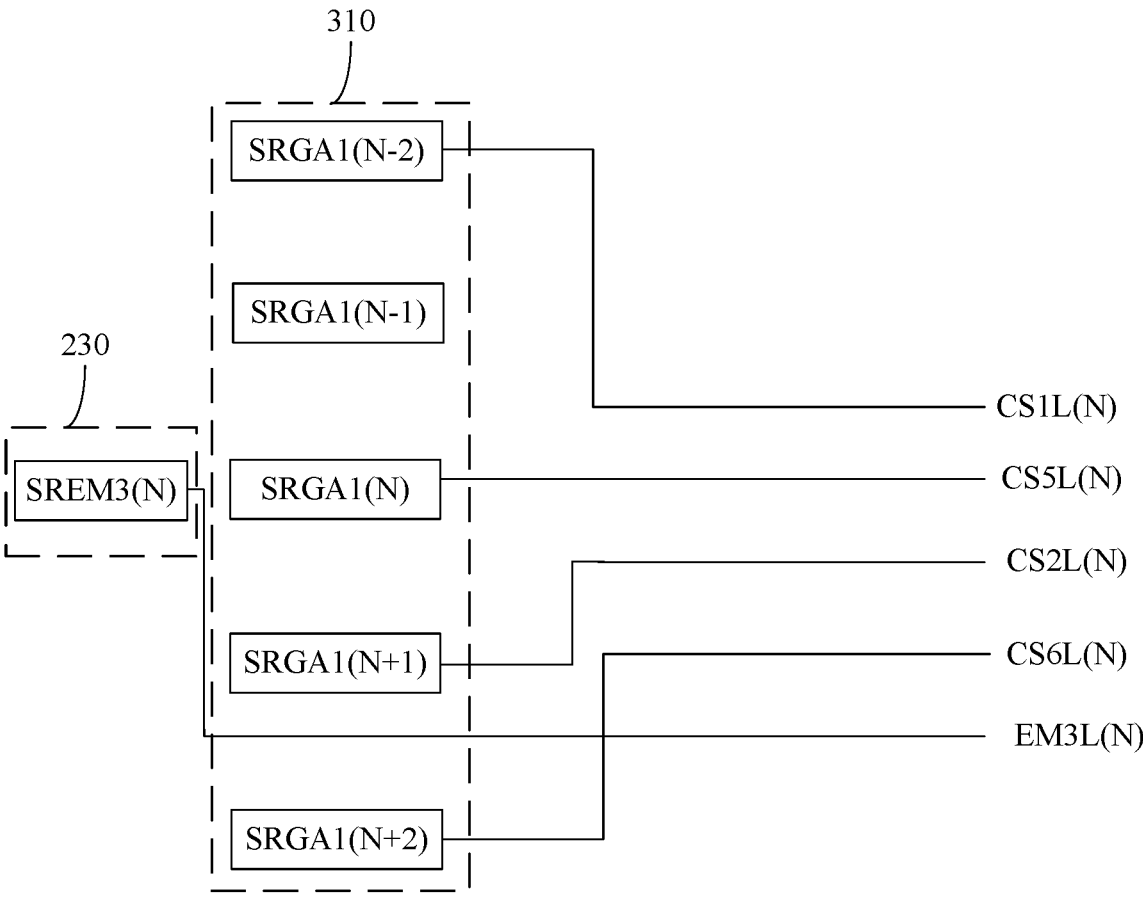 310
SRGA1(N-2)
SRGA1(N-1)
230
CS1L(N)
SREM3(N)
SRGA1(N)
CS5L(N)
CS2L(N)
SRGA1(N+1)
CS6L(N)
EM3L(N)
SRGA1(N+2)